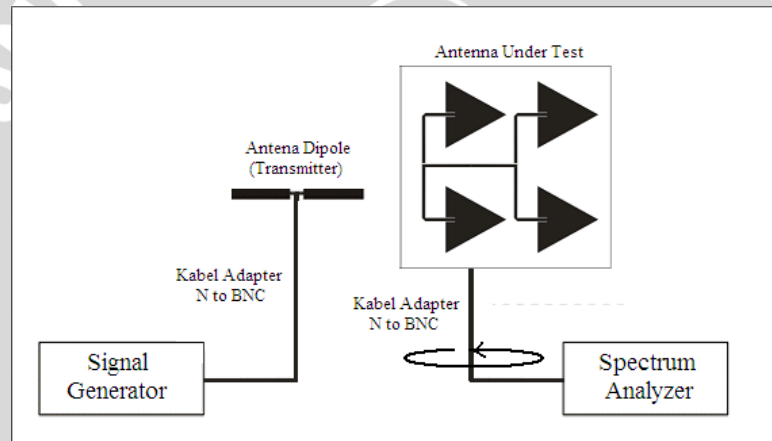 Antenna Under Test
Antena Dipole
(Transmitter)
Kabel Adapter
N to BNC
Kabel Adapter
N to BNC
Signal
Generator
Spectrum
Analyzer